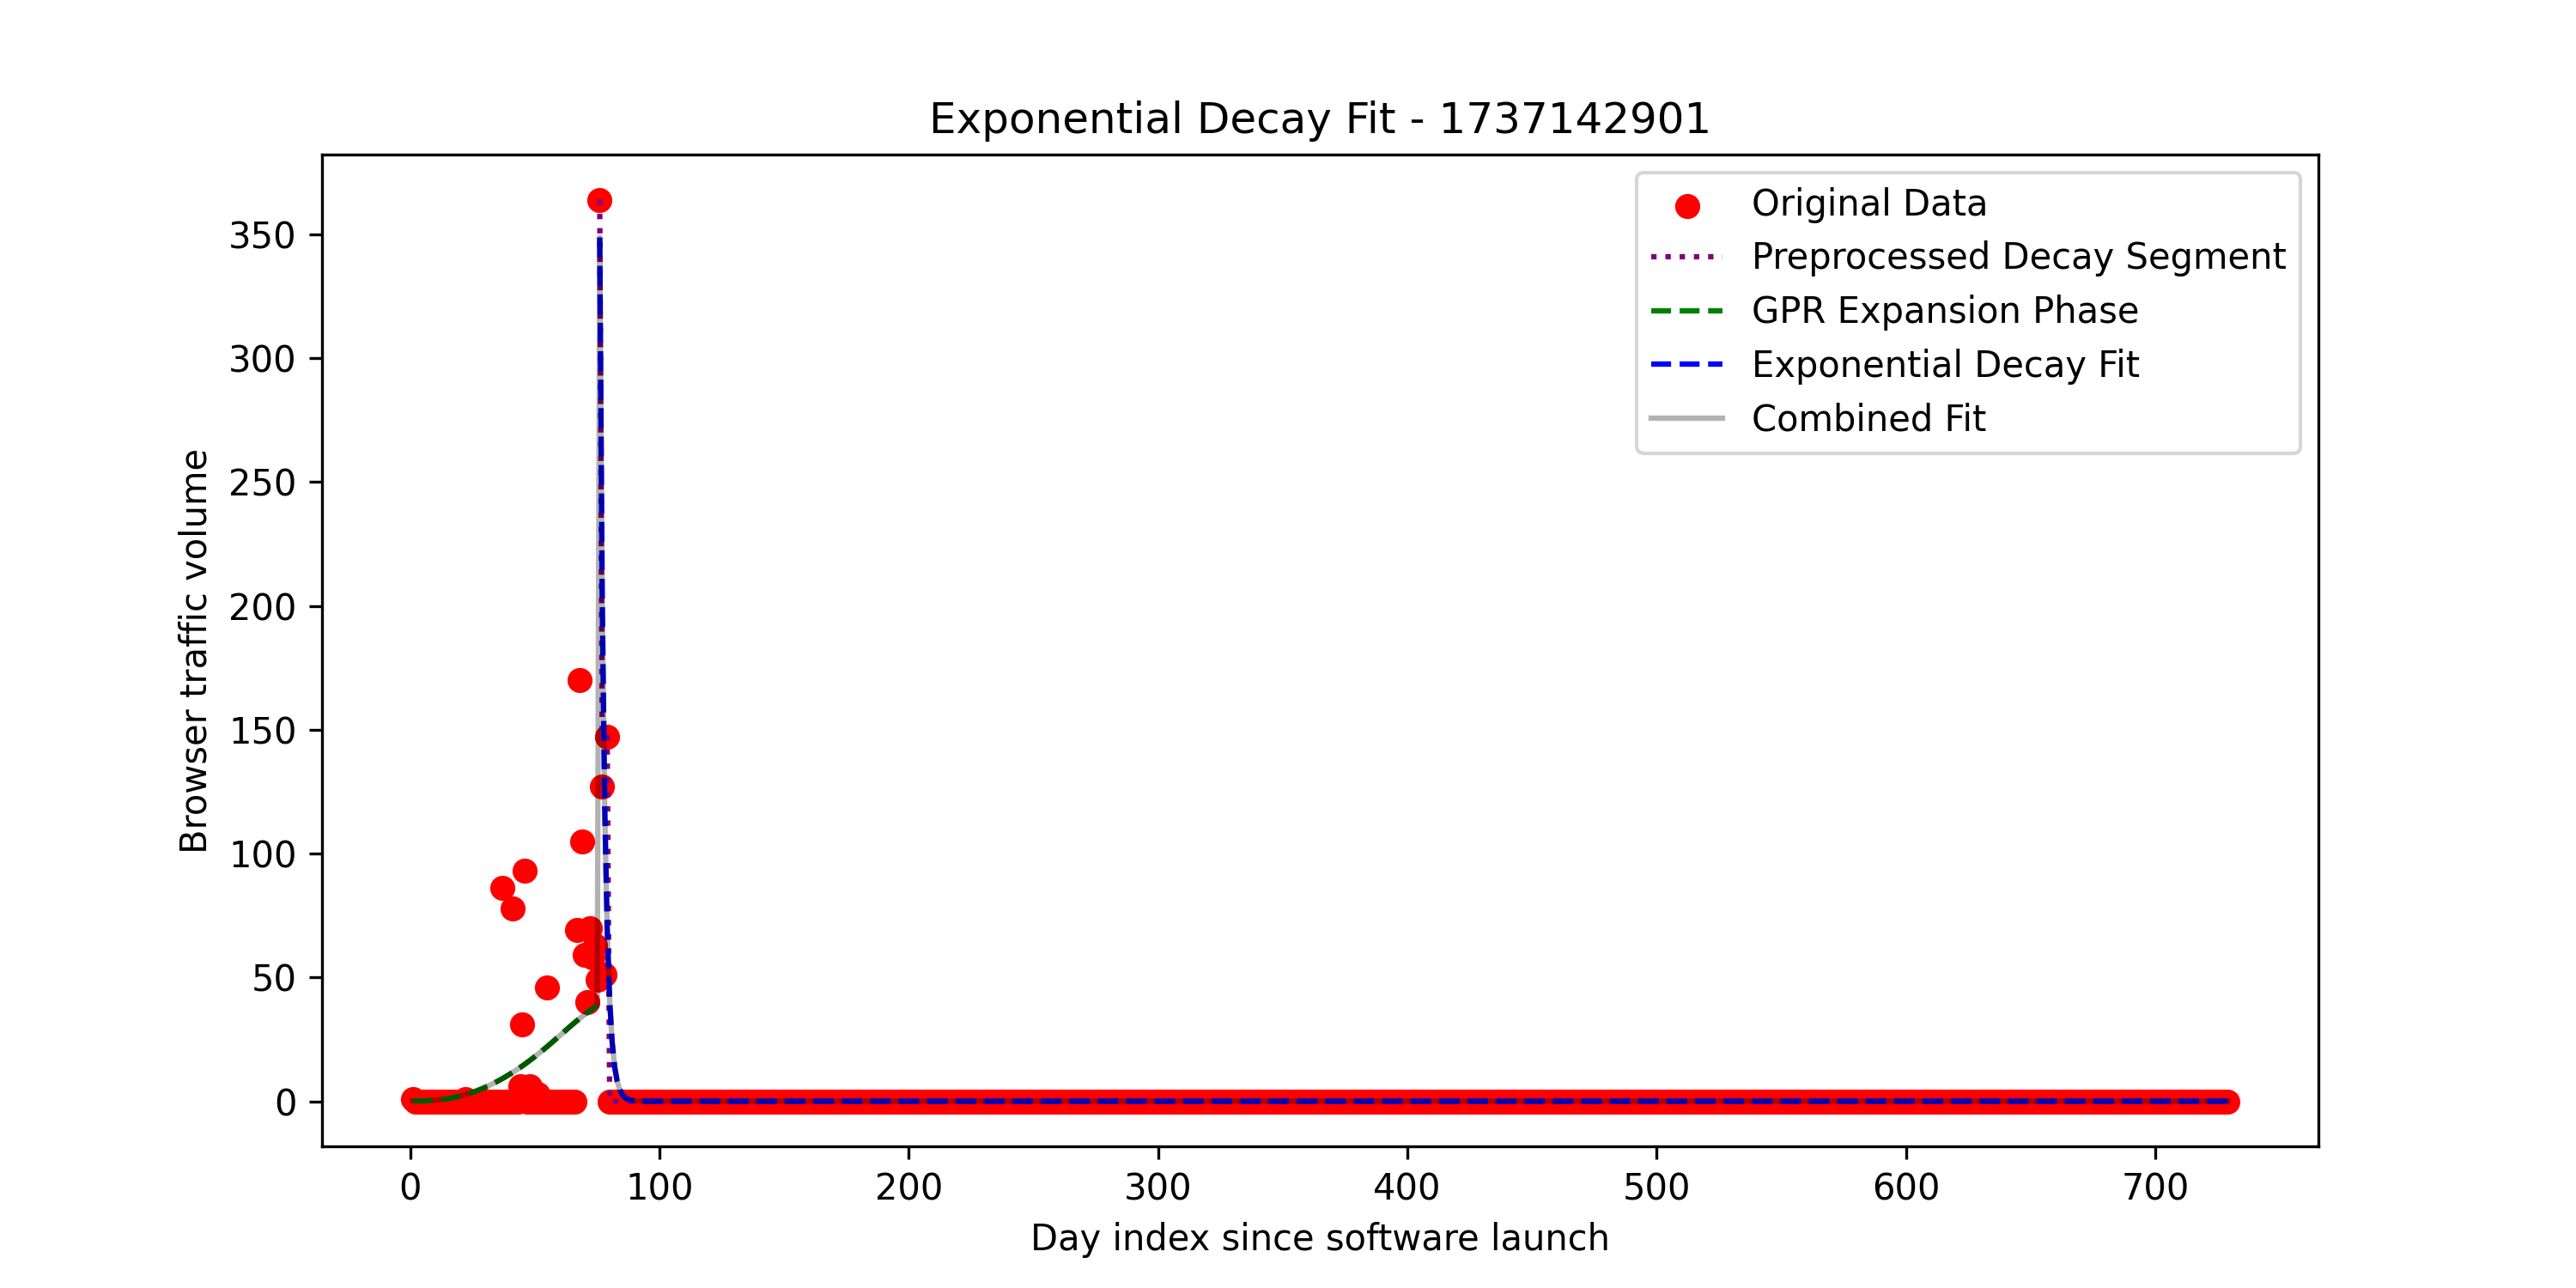 Exponential Decay Fit - 1737142901
Original Data
Preprocessed Decay Segment
GPR Expansion Phase
Exponential Decay Fit
Combined Fit
Browser traffic volume
350
300
250
200
150
100
50
0
0 100 200 300 400 500 600 700
Day index since software launch